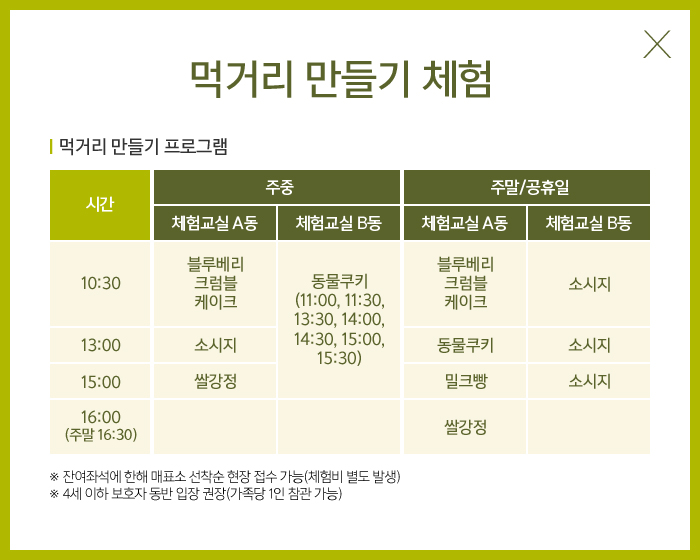 먹거리 만들기 체험
먹거리 만들기 프로그램
시간
주중
주말/공휴일
체험교실 A동
체험교실 B동
체험교실 A동
체험교실 B동
10:30
블루베리
크럼블
케이크
동물쿠키
(11:00, 11:30,
13:30, 14:00,
14:30, 15:00,
15:30)
블루베리
크럼블
케이크
소시지
13:00
소시지
동물쿠키
소시지
15:00
쌀강정
밀크빵
소시지
16:00
(주말 16:30)
쌀강정
※ 잔여좌석에 한해 매표소 선착순 현장 접수 가능(체험비 별도 발생)
※ 4세 이하 보호자 동반 입장 권장(가족당 1인 참관 가능)